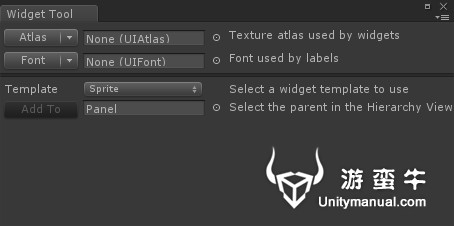 Widget Tool
Atlas None (UIAtlas) Texture atlas used by widgets
Font None (UIFont) Font used by labels
Template Sprite Select a widget template to use
Add To Panel Select the parent in the Hierarchy View
游蛮牛
Unitymanual.com